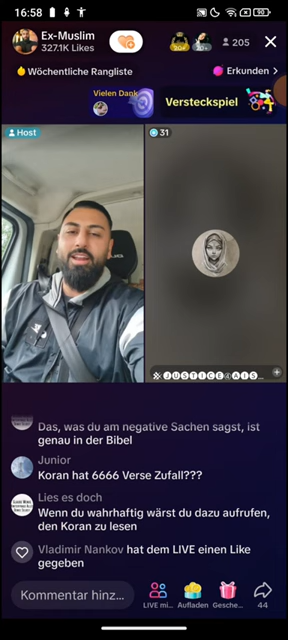 16:58
90
Ex-Muslim
327.1K Likes
205
Wöchentliche Rangliste
Erkunden >
Vielen Dank
Versteckspiel
Host
31
JUSTICE④AIS...
Das, was du am negative Sachen sagst, ist
genau in der Bibel
Junior
Koran hat 6666 Verse Zufall???
Lies es doch
Wenn du wahrhaftig wärst du dazu aufrufen,
den Koran zu lesen
Vladimir Nankov hat dem LIVE einen Like
gegeben
Kommentar hinz...
LIVE mi...
Aufladen
Gesche...
44